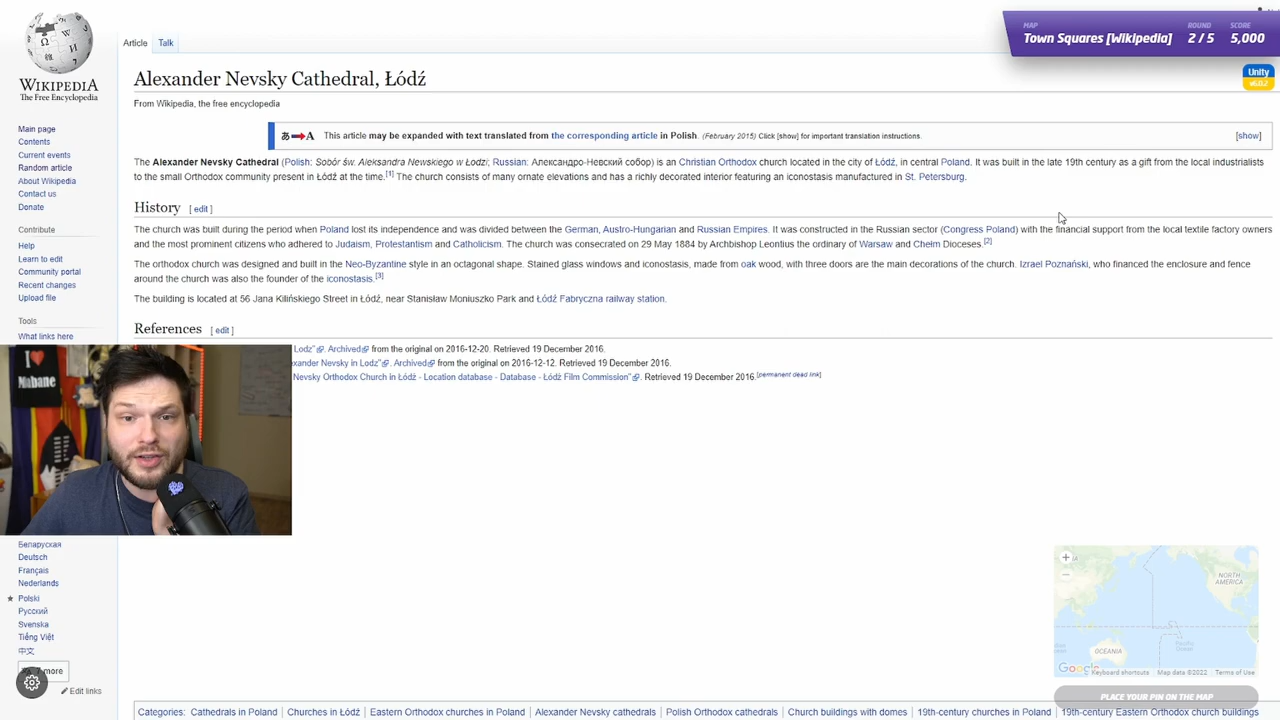 MAP
ROUND
SCORE
Town Squares [Wikipedia]
2 / 5
5,000
Unity
WIKIPEDIA
The Free Encyclopedia
Article
Talk
Alexander Nevsky Cathedral, Łódź
From Wikipedia, the free encyclopedia
This article may be expanded with text translated from the corresponding article in Polish. (February 2015) Click [show] for important translation instructions.
[show]
The Alexander Nevsky Cathedral (Polish: Sobór św. Aleksandra Newskiego w Łodzi; Russian: Александро-Невский собор) is an Christian Orthodox church located in the city of Łódź, in central Poland. It was built in the late 19th century as a gift from the local industrialists
to the small Orthodox community present in Łódź at the time.[1] The church consists of many ornate elevations and has a richly decorated interior featuring an iconostasis manufactured in St. Petersburg.
History [ edit ]
The church was built during the period when Poland lost its independence and was divided between the German, Austro-Hungarian and Russian Empires. It was constructed in the Russian sector (Congress Poland) with the financial support from the local textile factory owners
and the most prominent citizens who adhered to Judaism, Protestantism and Catholicism. The church was consecrated on 29 May 1884 by Archbishop Leontius the ordinary of Warsaw and Chełm Dioceses.[2]
The orthodox church was designed and built in the Neo-Byzantine style in an octagonal shape. Stained glass windows and iconostasis, made from oak wood, with three doors are the main decorations of the church. Izrael Poznański, who financed the enclosure and fence
around the church was also the founder of the iconostasis.[3]
The building is located at 56 Jana Kilińskiego Street in Łódź, near Stanisław Moniuszko Park and Łódź Fabryczna railway station.
References [ edit ]
Lodz". Archived from the original on 2016-12-20. Retrieved 19 December 2016.
exander Nevsky in Lodz". Archived from the original on 2016-12-12. Retrieved 19 December 2016.
Nevsky Orthodox Church in Łódź - Location database - Database - Łódź Film Commission". Retrieved 19 December 2016.[permanent dead link]
Main page
Contents
Current events
Random article
About Wikipedia
Contact us
Donate
Contribute
Help
Learn to edit
Community portal
Recent changes
Upload file
Tools
What links here
I
Mbabane
Беларуская
Deutsch
Français
Nederlands
Polski
Русский
Svenska
Tiếng Việt
中文
7 more
Edit links
NORTH
AMERICA
Pacific
Ocean
OCEANIA
Google
Keyboard shortcuts
Map data ©2022
Terms of Use
PLACE YOUR PIN ON THE MAP
Categories: Cathedrals in Poland | Churches in Łódź | Eastern Orthodox churches in Poland | Alexander Nevsky cathedrals | Polish Orthodox cathedrals | Church buildings with domes | 19th-century churches in Poland | 19th-century Eastern Orthodox church buildings